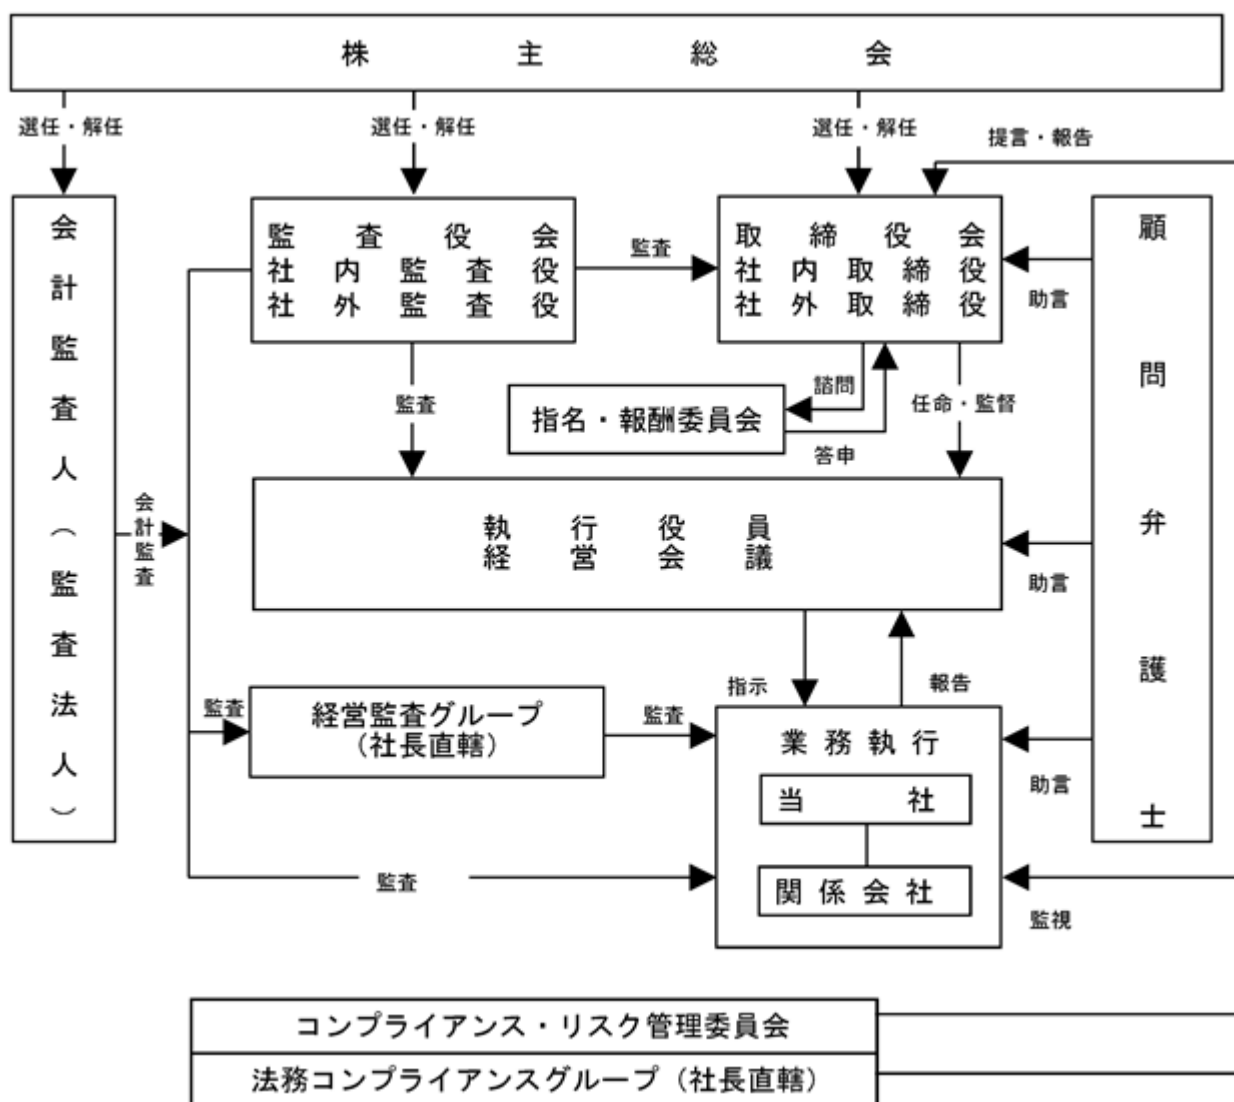 株主総会
選任・解任
選任・解任
選任・解任
提言・報告
会計監査人（監査法人）
監査役会
社内監査役
社外監査役
監査
取締役会
社内取締役
社外取締役
助言
顧問弁護士
監査
諮問
指名・報酬委員会
答申
任命・監督
会計監査
執行役員
経営会議
助言
指示
報告
監査
経営監査グループ
（社長直轄）
監査
業務執行
当社
関係会社
助言
監査
監視
コンプライアンス・リスク管理委員会
法務コンプライアンスグループ（社長直轄）